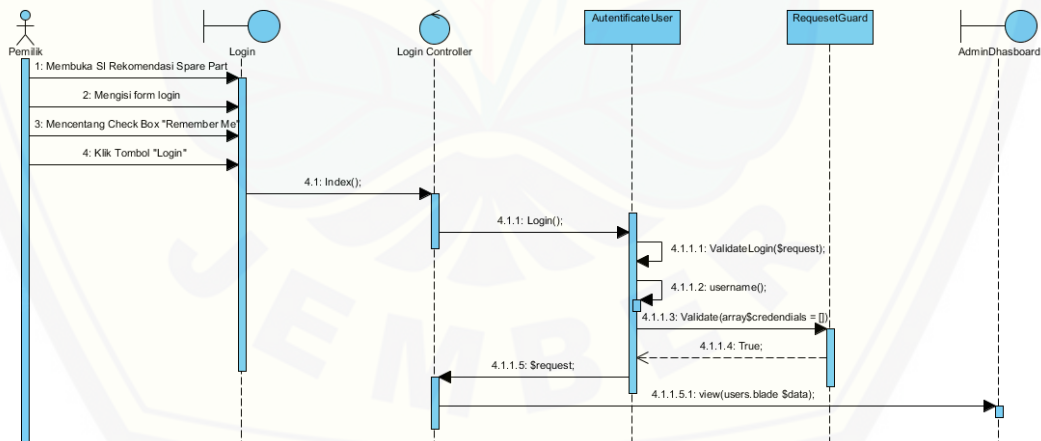 AutentificateUser
RequesetGuard
Pemilik
Login
Login Controller
AdminDhasboard
1: Membuka SI Rekomendasi Spare Part
2: Mengisi form login
3: Mencentang Check Box "Remember Me"
4: Klik Tombol "Login"
4.1: Index();
4.1.1: Login();
4.1.1.1: ValidateLogin($request);
4.1.1.2: username();
4.1.1.3: Validate(array$credendials = [])
4.1.1.4: True;
4.1.1.5: $request;
4.1.1.5.1: view(users.blade $data);
JEMBER